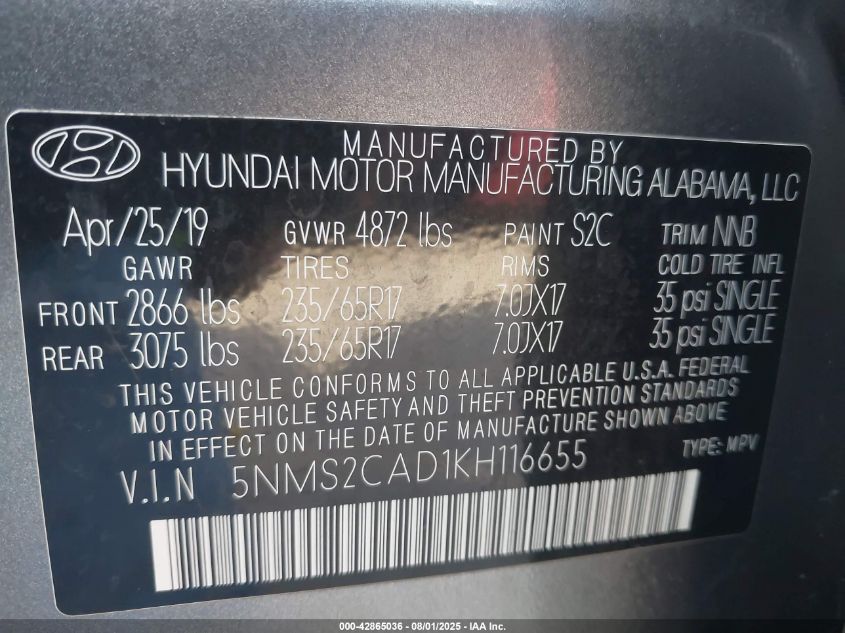 MANUFACTURED BY
HYUNDAI MOTOR MANUFACTURING ALABAMA, LLC
Apr/25/19 GVWR 4872 lbs PAINT S2C TRIM NNB
GAWR TIRES RIMS COLD TIRE INFL
FRONT 2866 lbs 235/65R17 7.0JX17 35 psi SINGLE
REAR 3075 lbs 235/65R17 7.0JX17 35 psi SINGLE
THIS VEHICLE CONFORMS TO ALL APPLICABLE U.S.A. FEDERAL
MOTOR VEHICLE SAFETY AND THEFT PREVENTION STANDARDS
IN EFFECT ON THE DATE OF MANUFACTURE SHOWN ABOVE
V.I.N 5NMS2CAD1KH116655 TYPE: MPV
000-42865036 - 08/01/2025 - IAA Inc.